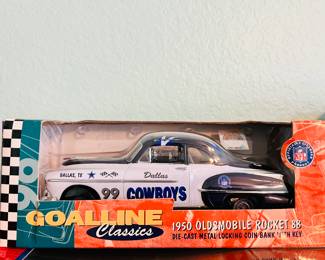 DALLAS, TX
Dallas
99
COWBOYS
GOALLINE
Classics
1950 OLDSMOBILE ROCKET 88
DIE-CAST METAL LOCKING COIN BANK WITH KEY
NFL